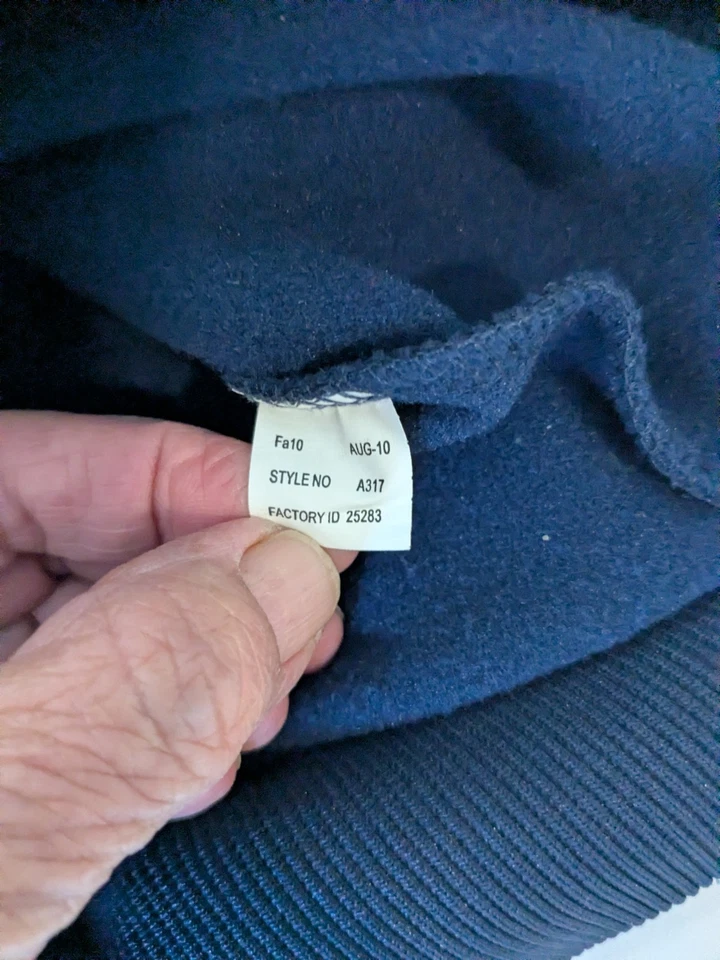 Fa10 AUG-10
STYLE NO A317
FACTORY ID 25283